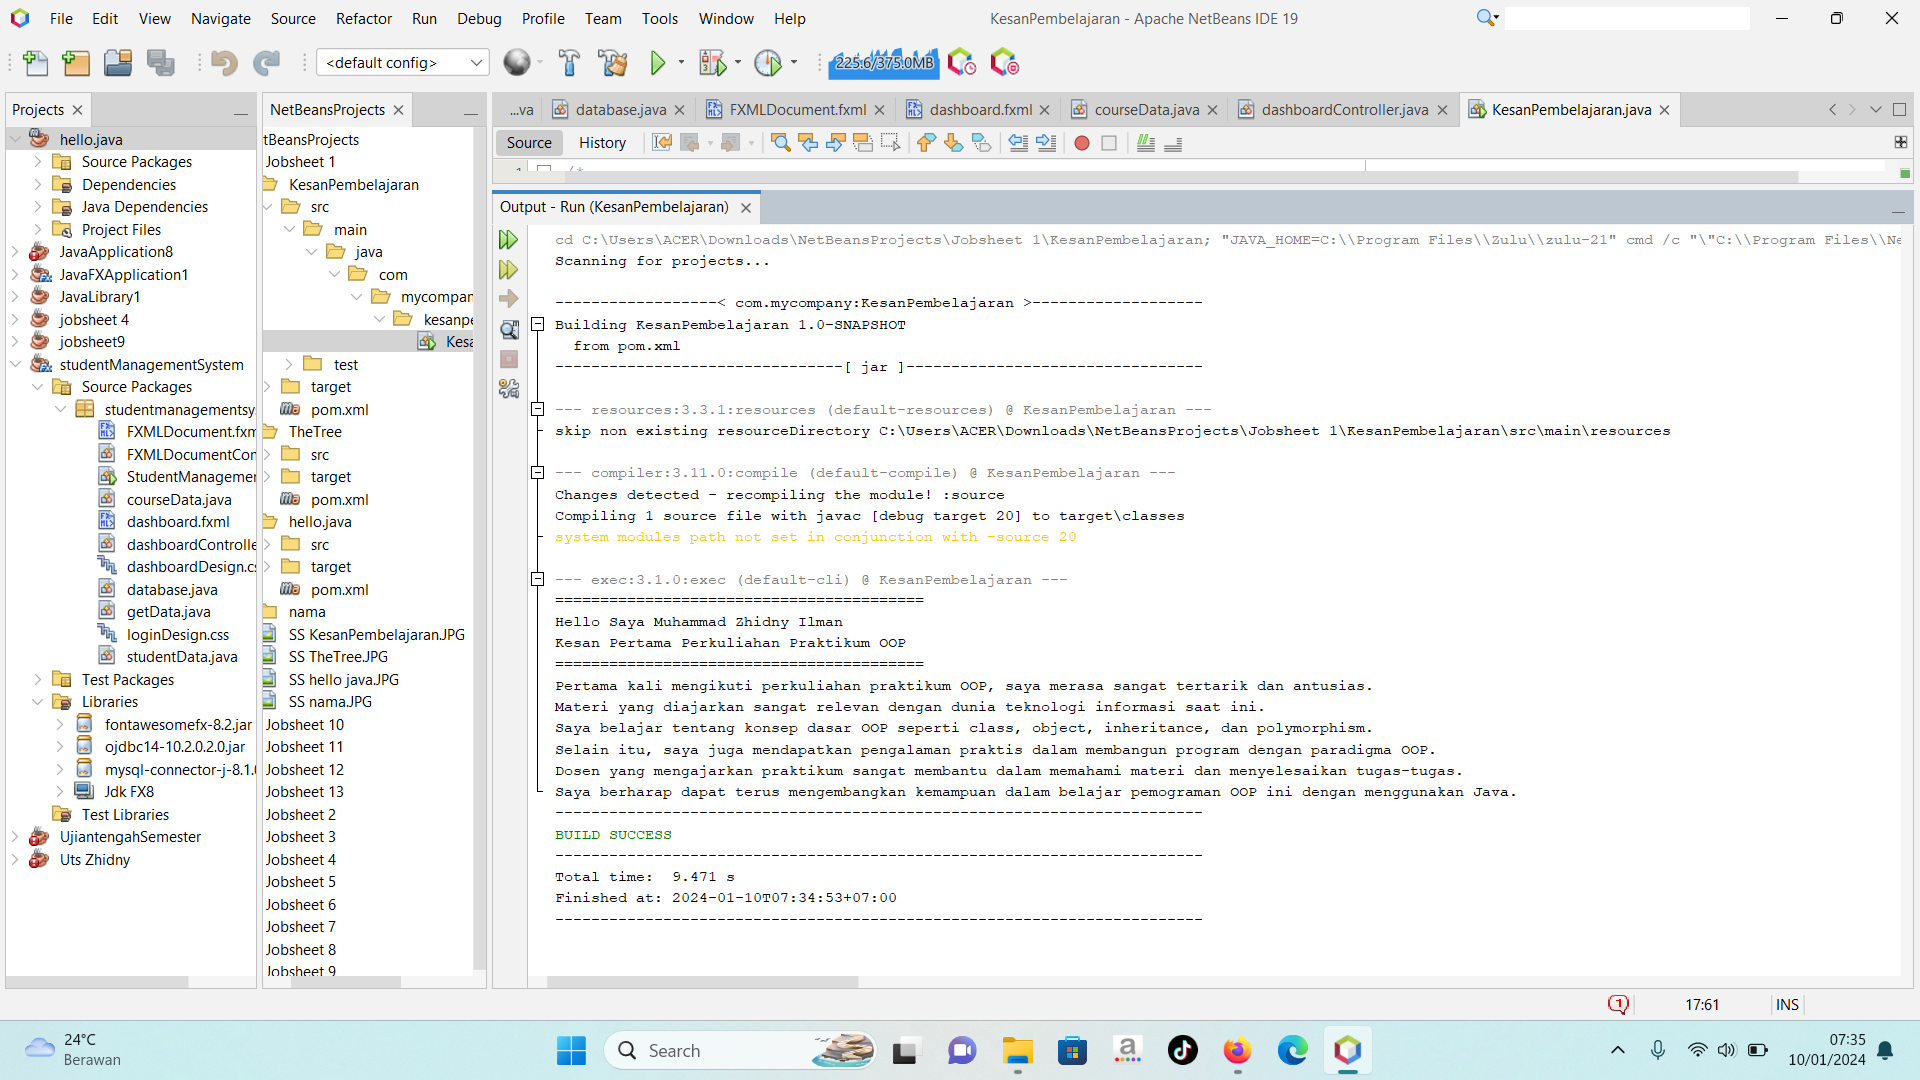 File Edit View Navigate Source Refactor Run Debug Profile Team Tools Window Help
KesanPembelajaran - Apache NetBeans IDE 19
<default config>
225.6/375.0MB
Projects
hello.java
Source Packages
Dependencies
Java Dependencies
Project Files
JavaApplication8
JavaFXApplication1
JavaLibrary1
jobsheet 4
jobsheet9
studentManagementSystem
Source Packages
studentmanagementsy
FXMLDocument.fxm
FXMLDocumentCon
StudentManagemer
courseData.java
dashboard.fxml
dashboardControlle
dashboardDesign.cs
database.java
getData.java
loginDesign.css
studentData.java
Test Packages
Libraries
fontawesomefx-8.2.jar
ojdbc14-10.2.0.2.0.jar
mysql-connector-j-8.1.0
Jdk FX8
Test Libraries
UjiantengahSemester
Uts Zhidny
NetBeansProjects
tBeansProjects
Jobsheet 1
KesanPembelajaran
src
main
java
com
mycompan
kesanpe
Kesa
test
target
pom.xml
TheTree
src
target
pom.xml
hello.java
src
target
pom.xml
nama
SS KesanPembelajaran.JPG
SS TheTree.JPG
SS hello java.JPG
SS nama.JPG
Jobsheet 10
Jobsheet 11
Jobsheet 12
Jobsheet 13
Jobsheet 2
Jobsheet 3
Jobsheet 4
Jobsheet 5
Jobsheet 6
Jobsheet 7
Jobsheet 8
Jobsheet 9
...va database.java FXMLDocument.fxml dashboard.fxml courseData.java dashboardController.java KesanPembelajaran.java
Source History
Output - Run (KesanPembelajaran)
cd C:\Users\ACER\Downloads\NetBeansProjects\Jobsheet 1\KesanPembelajaran; "JAVA_HOME=C:\\Program Files\\Zulu\\zulu-21" cmd /c "\"C:\\Program Files\\Ne
Scanning for projects...
------------------< com.mycompany:KesanPembelajaran >-------------------
Building KesanPembelajaran 1.0-SNAPSHOT
from pom.xml
--------------------------------[ jar ]---------------------------------
--- resources:3.3.1:resources (default-resources) @ KesanPembelajaran ---
skip non existing resourceDirectory C:\Users\ACER\Downloads\NetBeansProjects\Jobsheet 1\KesanPembelajaran\src\main\resources
--- compiler:3.11.0:compile (default-compile) @ KesanPembelajaran ---
Changes detected - recompiling the module! :source
Compiling 1 source file with javac [debug target 20] to target\classes
system modules path not set in conjunction with -source 20
--- exec:3.1.0:exec (default-cli) @ KesanPembelajaran ---
=========================================
Hello Saya Muhammad Zhidny Ilman
Kesan Pertama Perkuliahan Praktikum OOP
=========================================
Pertama kali mengikuti perkuliahan praktikum OOP, saya merasa sangat tertarik dan antusias.
Materi yang diajarkan sangat relevan dengan dunia teknologi informasi saat ini.
Saya belajar tentang konsep dasar OOP seperti class, object, inheritance, dan polymorphism.
Selain itu, saya juga mendapatkan pengalaman praktis dalam membangun program dengan paradigma OOP.
Dosen yang mengajarkan praktikum sangat membantu dalam memahami materi dan menyelesaikan tugas-tugas.
Saya berharap dapat terus mengembangkan kemampuan dalam belajar pemograman OOP ini dengan menggunakan Java.
------------------------------------------------------------------------
BUILD SUCCESS
------------------------------------------------------------------------
Total time: 9.471 s
Finished at: 2024-01-10T07:34:53+07:00
------------------------------------------------------------------------
17:61 INS
24°C
Berawan
Search
07:35
10/01/2024